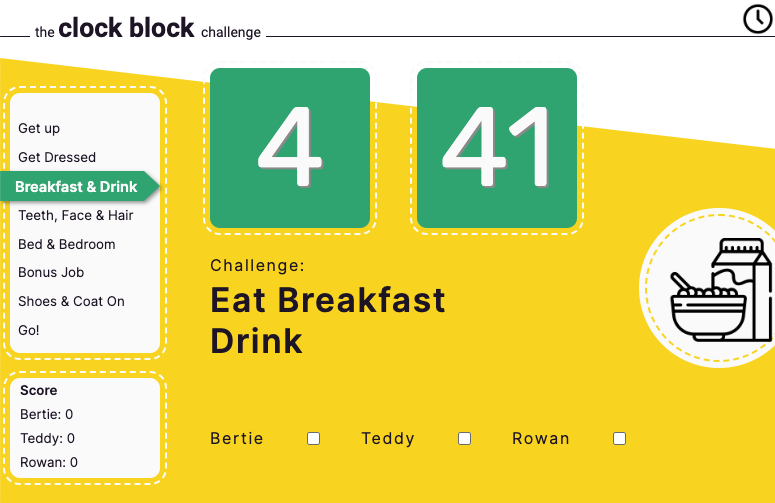 the clock block challenge
Get up
Get Dressed
Breakfast & Drink
Teeth, Face & Hair
Bed & Bedroom
Bonus Job
Shoes & Coat On
Go!
Score
Bertie: 0
Teddy: 0
Rowan: 0
4 41
Challenge:
Eat Breakfast
Drink
Bertie Teddy Rowan